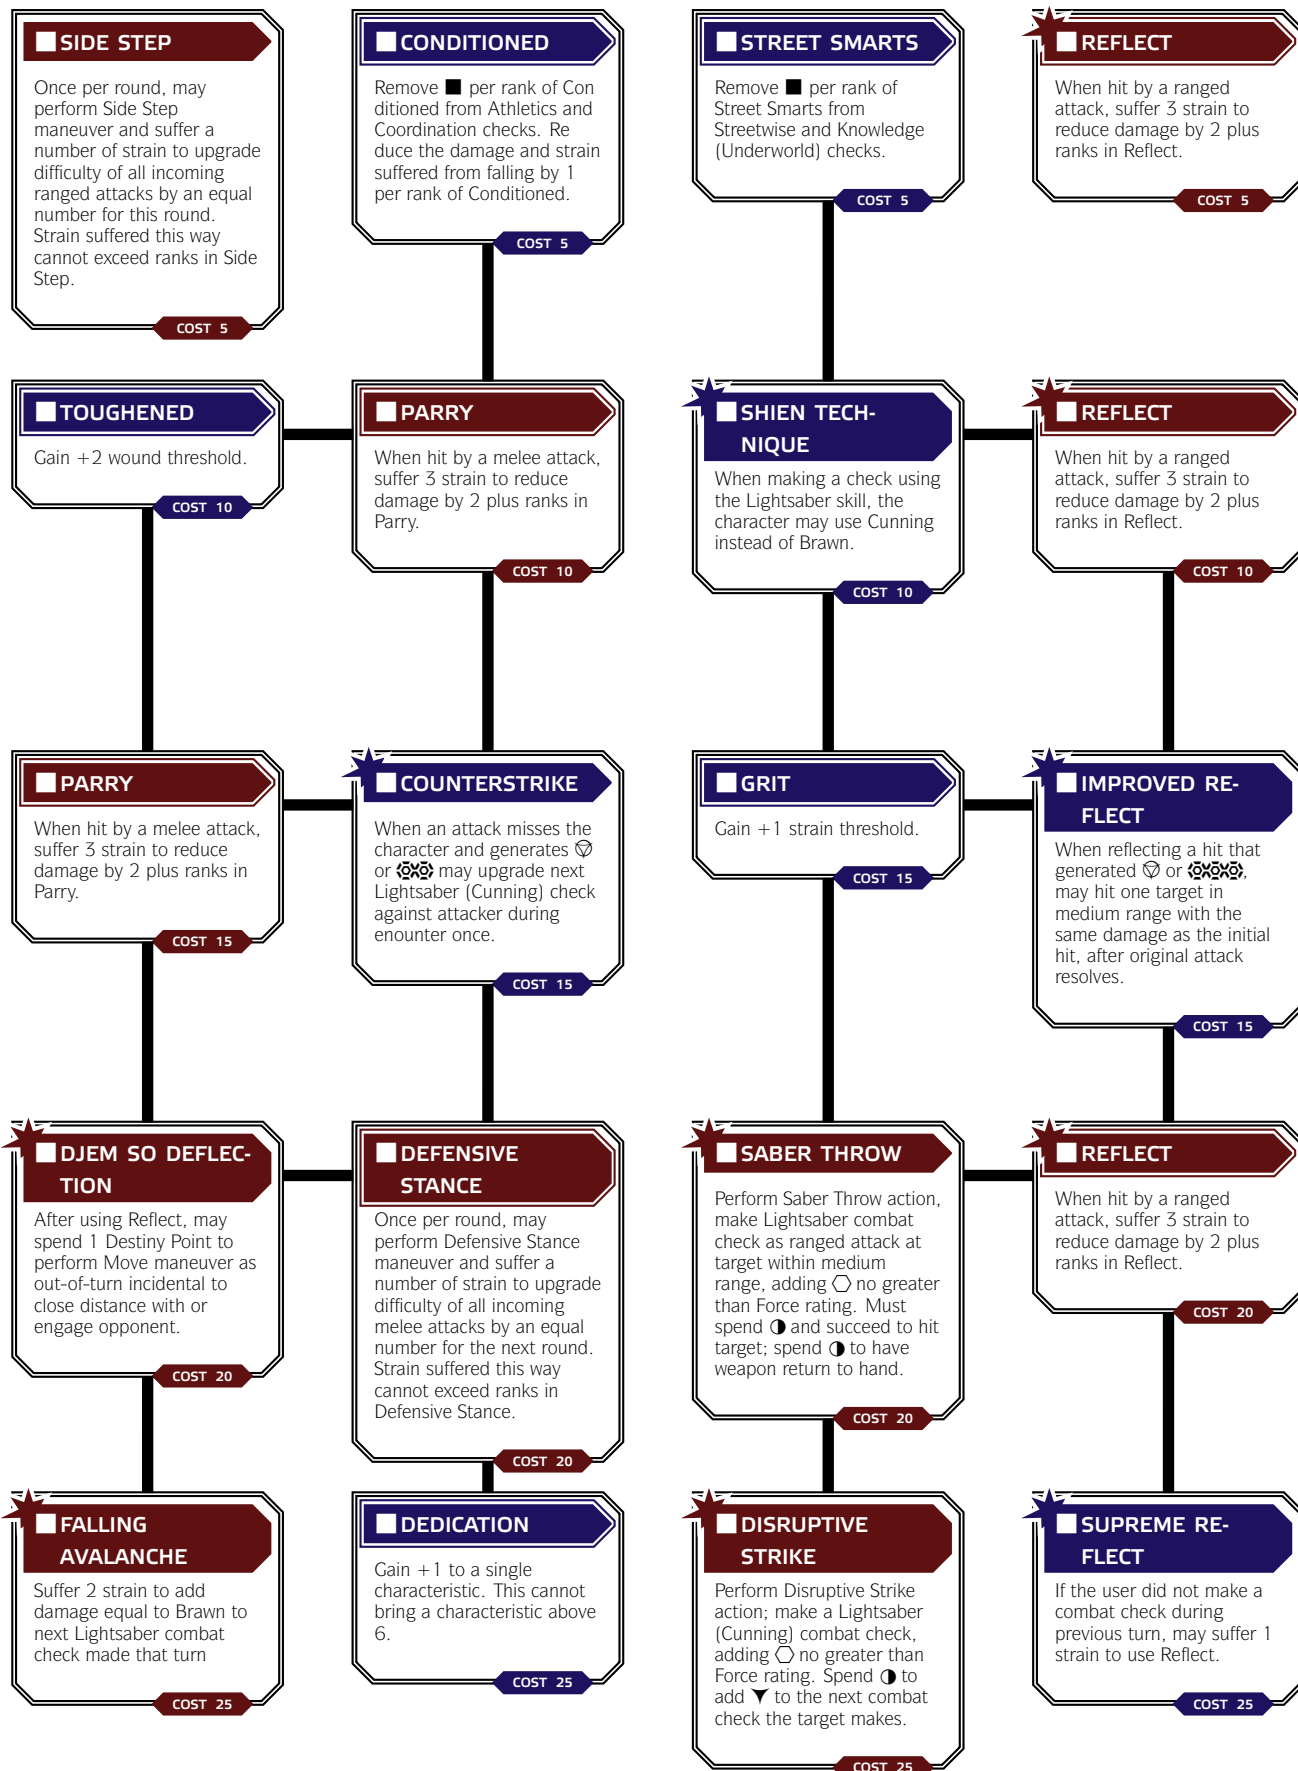 SIDE STEP
Once per round, may
perform Side Step
maneuver and suffer a
number of strain to upgrade
difficulty of all incoming
ranged attacks by an equal
number for this round.
Strain suffered this way
cannot exceed ranks in Side
Step.
COST 5
CONDITIONED
Remove ■ per rank of Con
ditioned from Athletics and
Coordination checks. Re
duce the damage and strain
suffered from falling by 1
per rank of Conditioned.
COST 5
STREET SMARTS
Remove ■ per rank of
Street Smarts from
Streetwise and Knowledge
(Underworld) checks.
COST 5
REFLECT
When hit by a ranged
attack, suffer 3 strain to
reduce damage by 2 plus
ranks in Reflect.
COST 5
TOUGHENED
Gain +2 wound threshold.
COST 10
PARRY
When hit by a melee attack,
suffer 3 strain to reduce
damage by 2 plus ranks in
Parry.
COST 10
SHIEN TECH-
NIQUE
When making a check using
the Lightsaber skill, the
character may use Cunning
instead of Brawn.
COST 10
REFLECT
When hit by a ranged
attack, suffer 3 strain to
reduce damage by 2 plus
ranks in Reflect.
COST 10
PARRY
When hit by a melee attack,
suffer 3 strain to reduce
damage by 2 plus ranks in
Parry.
COST 15
COUNTERSTRIKE
When an attack misses the
character and generates
or may upgrade next
Lightsaber (Cunning) check
against attacker during
enounter once.
COST 15
GRIT
Gain +1 strain threshold.
COST 15
IMPROVED RE-
FLECT
When reflecting a hit that
generated or ,
may hit one target in
medium range with the
same damage as the initial
hit, after original attack
resolves.
COST 15
DJEM SO DEFLEC-
TION
After using Reflect, may
spend 1 Destiny Point to
perform Move maneuver as
out-of-turn incidental to
close distance with or
engage opponent.
COST 20
DEFENSIVE
STANCE
Once per round, may
perform Defensive Stance
maneuver and suffer a
number of strain to upgrade
difficulty of all incoming
melee attacks by an equal
number for the next round.
Strain suffered this way
cannot exceed ranks in
Defensive Stance.
COST 20
SABER THROW
Perform Saber Throw action,
make Lightsaber combat
check as ranged attack at
target within medium
range, adding no greater
than Force rating. Must
spend and succeed to hit
target; spend to have
weapon return to hand.
COST 20
REFLECT
When hit by a ranged
attack, suffer 3 strain to
reduce damage by 2 plus
ranks in Reflect.
COST 20
FALLING
AVALANCHE
Suffer 2 strain to add
damage equal to Brawn to
next Lightsaber combat
check made that turn
COST 25
DEDICATION
Gain +1 to a single
characteristic. This cannot
bring a characteristic above
6.
COST 25
DISRUPTIVE
STRIKE
Perform Disruptive Strike
action; make a Lightsaber
(Cunning) combat check,
adding no greater than
Force rating. Spend to
add to the next combat
check the target makes.
COST 25
SUPREME RE-
FLECT
If the user did not make a
combat check during
previous turn, may suffer 1
strain to use Reflect.
COST 25